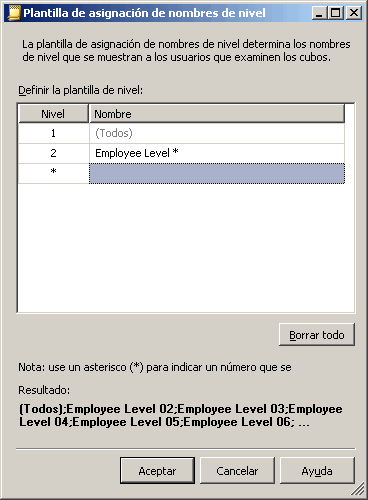 Plantilla de asignación de nombres de nivel
La plantilla de asignación de nombres de nivel determina los nombres
de nivel que se muestran a los usuarios que examinen los cubos.
Definir la plantilla de nivel:
Nivel Nombre
1 (Todos)
2 Employee Level *
*
Borrar todo
Nota: use un asterisco (*) para indicar un número que se
Resultado:
(Todos);Employee Level 02;Employee Level 03;Employee
Level 04;Employee Level 05;Employee Level 06; ...
Aceptar Cancelar Ayuda